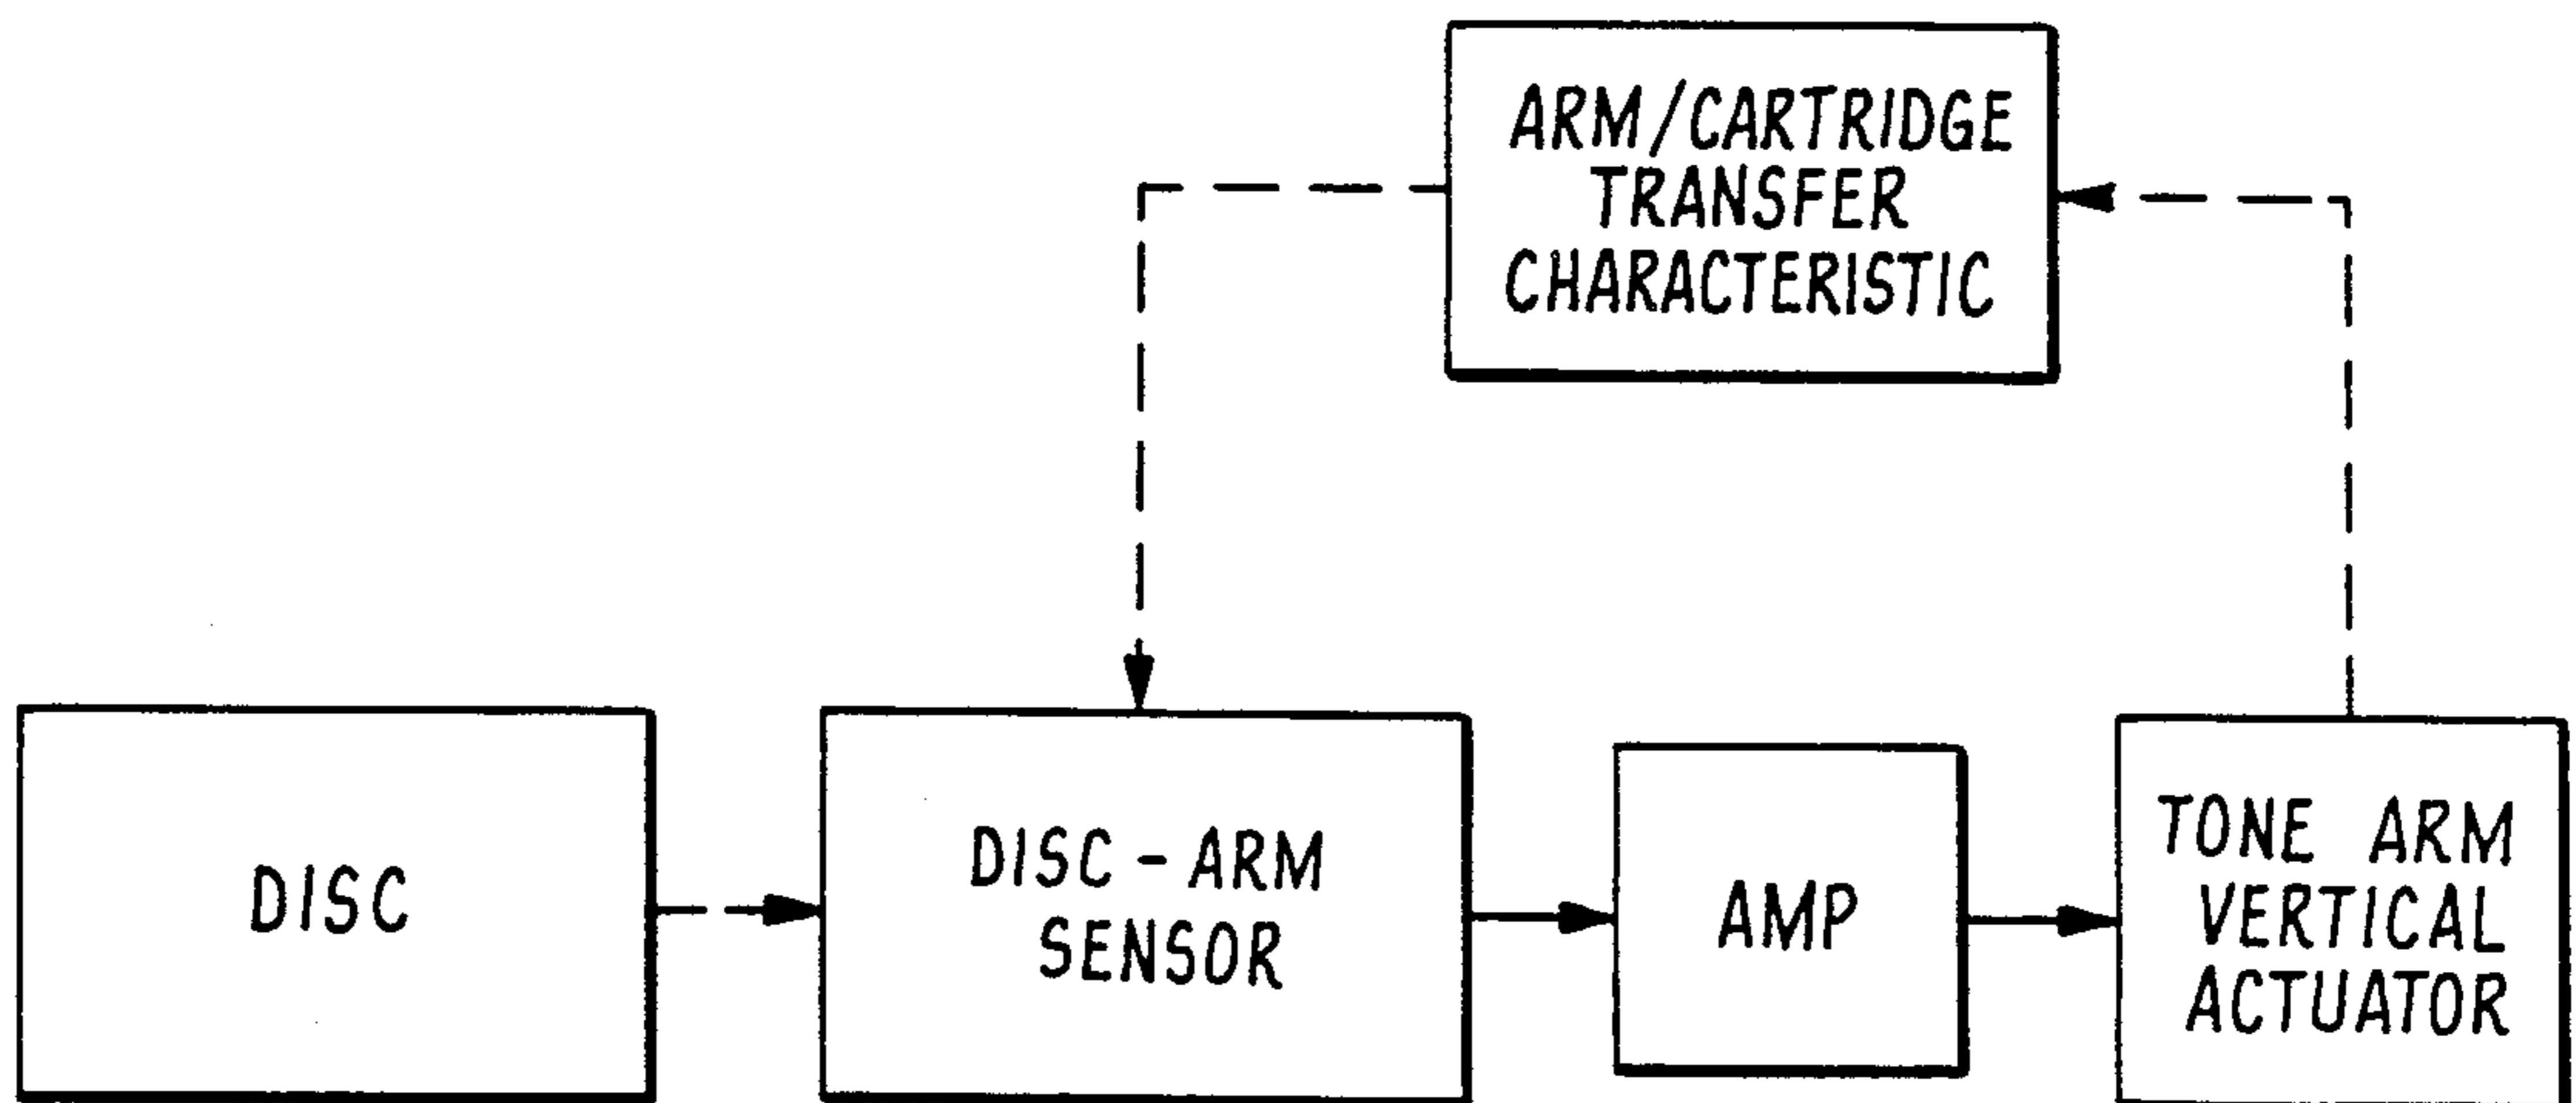 ARM/CARTRIDGE
TRANSFER
CHARACTERISTIC
DISC
DISC-ARM
SENSOR
AMP
TONE ARM
VERTICAL
ACTUATOR